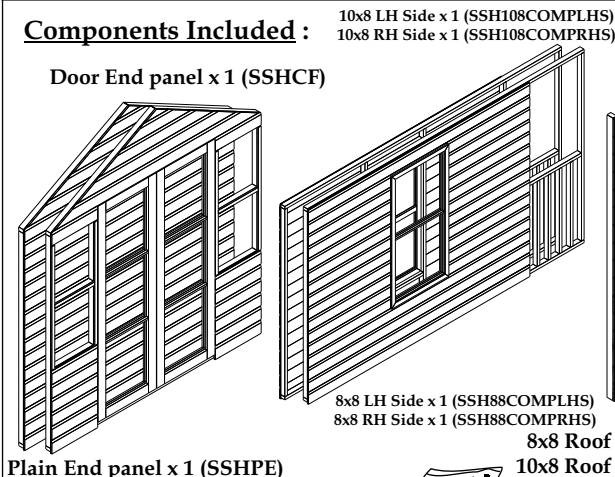 Components Included :
10x8 LH Side x 1 (SSH108COMPLHS)
10x8 RH Side x 1 (SSH108COMPRHS)
Door End panel x 1 (SSHCF)
8x8 LH Side x 1 (SSH88COMPLHS)
8x8 RH Side x 1 (SSH88COMPRHS)
8x8 Roof
10x8 Roof
Plain End panel x 1 (SSHPE)